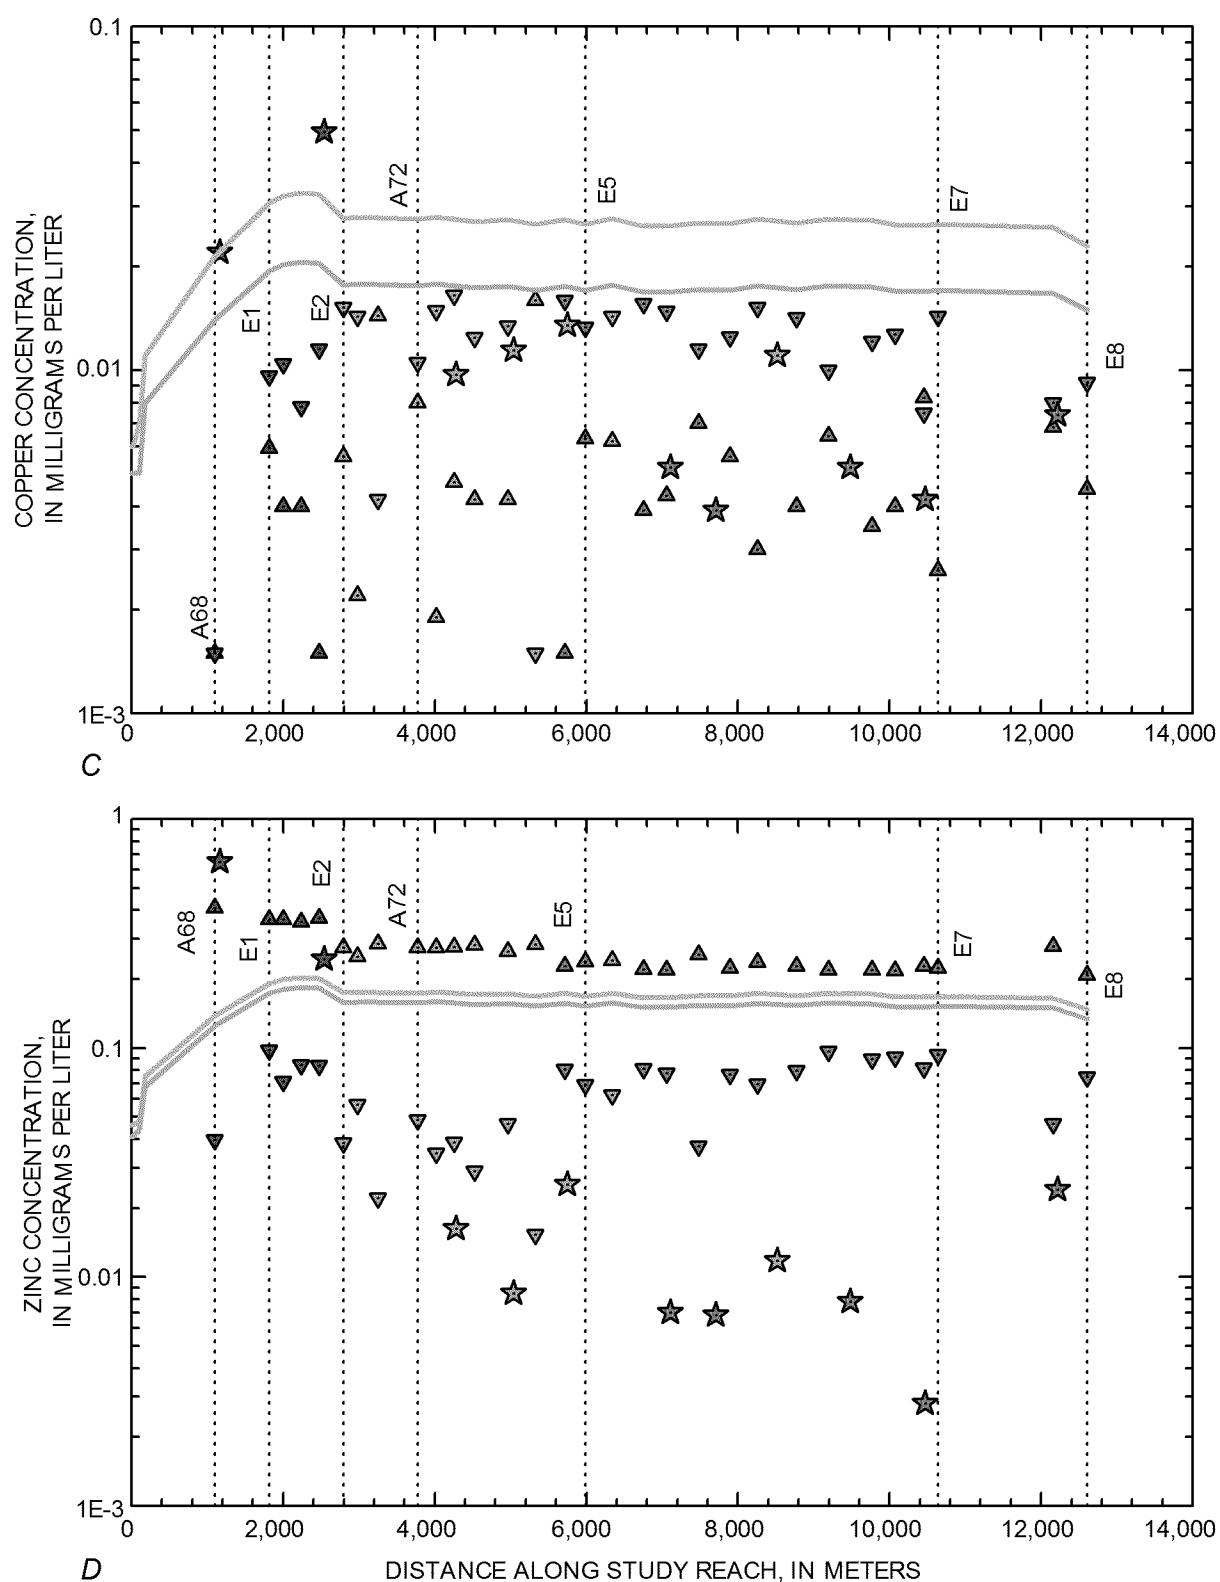 0.1
A72
E5
E7
COPPER CONCENTRATION,
IN MILLIGRAMS PER LITER
E1
E2
0.01
E8
A68
1E-3
0 2,000 4,000 6,000 8,000 10,000 12,000 14,000
C
1
E2
A72
A68
E1
E5
E7
E8
0.1
ZINC CONCENTRATION,
IN MILLIGRAMS PER LITER
0.01
1E-3
0 2,000 4,000 6,000 8,000 10,000 12,000 14,000
D DISTANCE ALONG STUDY REACH, IN METERS